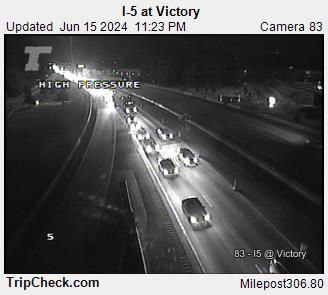 I-5 at Victory
Updated Jun 15 2024 11:23 PM Camera 83
T
HIGH PRESSURE
S
83 - I5 @ Victory
TripCheck.com Milepost306.80